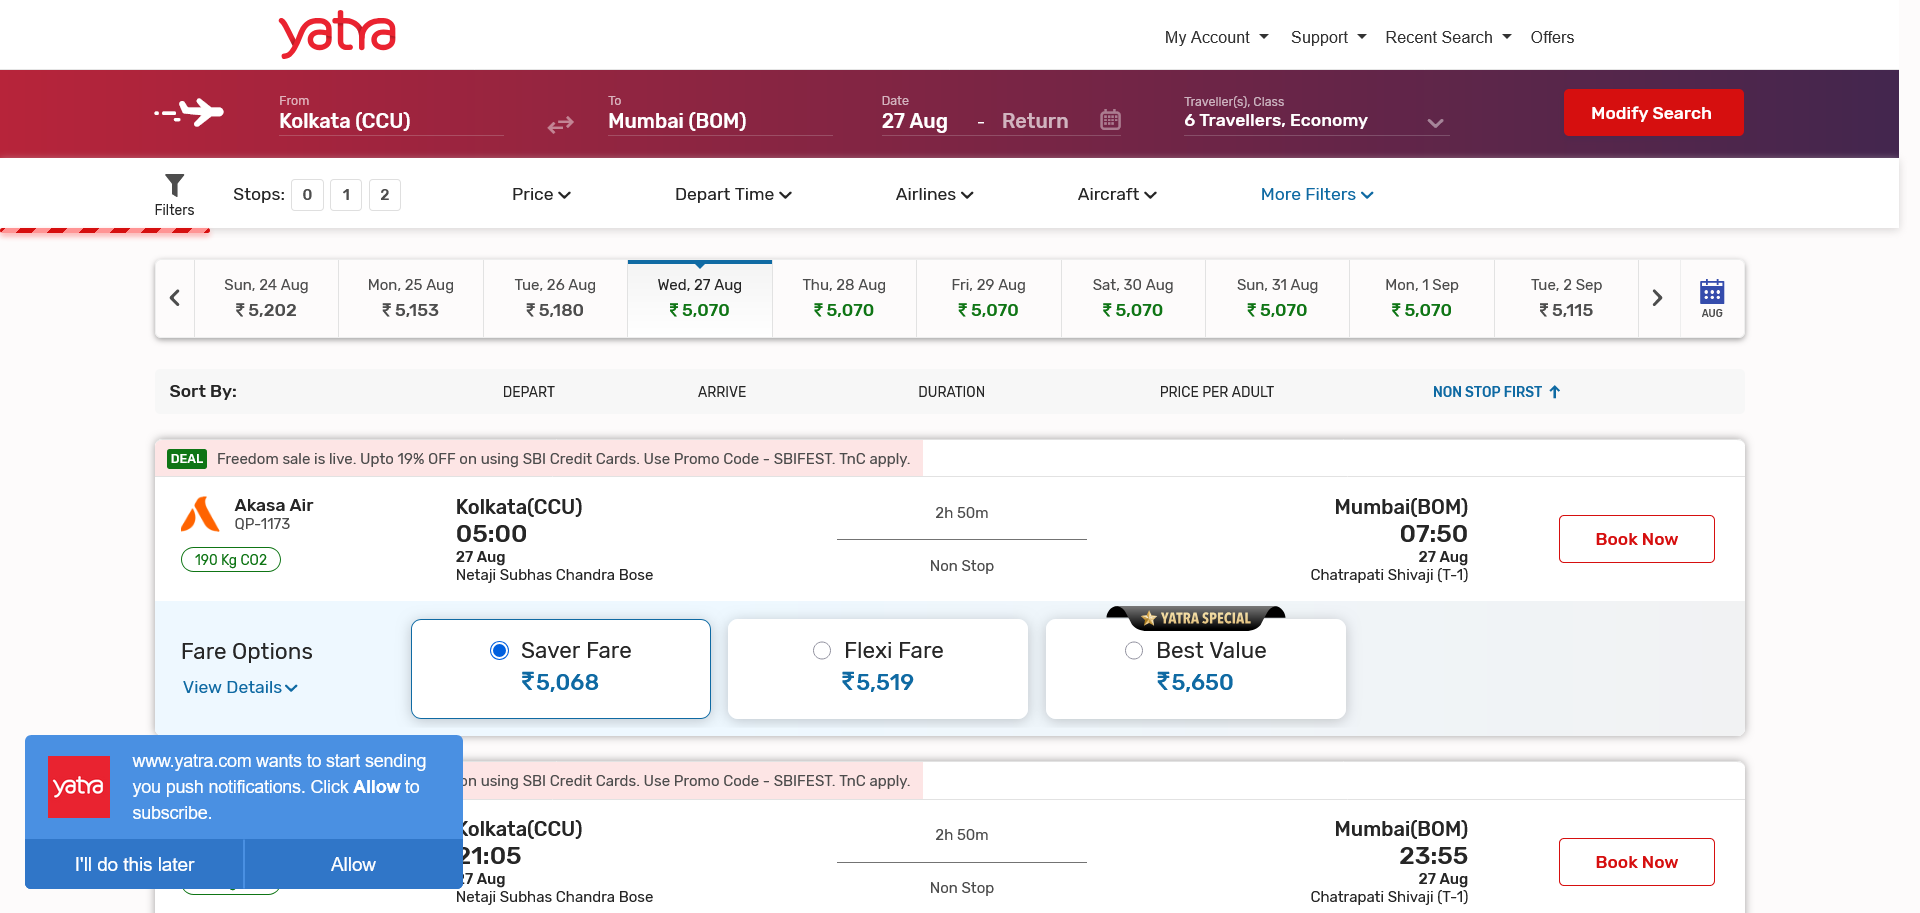 yatra
My Account
Support
Recent Search
Offers
From
Kolkata (CCU)
To
Mumbai (BOM)
Date
27 Aug - Return
Traveller(s), Class
6 Travellers, Economy
Modify Search
Filters
Stops: 0 1 2
Price
Depart Time
Airlines
Aircraft
More Filters
Sun, 24 Aug
₹ 5,202
Mon, 25 Aug
₹ 5,153
Tue, 26 Aug
₹ 5,180
Wed, 27 Aug
₹ 5,070
Thu, 28 Aug
₹ 5,070
Fri, 29 Aug
₹ 5,070
Sat, 30 Aug
₹ 5,070
Sun, 31 Aug
₹ 5,070
Mon, 1 Sep
₹ 5,070
Tue, 2 Sep
₹ 5,115
AUG
Sort By:
DEPART
ARRIVE
DURATION
PRICE PER ADULT
NON STOP FIRST
DEAL Freedom sale is live. Upto 19% OFF on using SBI Credit Cards. Use Promo Code - SBIFEST. TnC apply.
Akasa Air
QP-1173
190 Kg CO2
Kolkata(CCU)
05:00
27 Aug
Netaji Subhas Chandra Bose
2h 50m
Non Stop
Mumbai(BOM)
07:50
27 Aug
Chatrapati Shivaji (T-1)
Book Now
Fare Options
View Details
Saver Fare
₹5,068
Flexi Fare
₹5,519
YATRA SPECIAL
Best Value
₹5,650
on using SBI Credit Cards. Use Promo Code - SBIFEST. TnC apply.
Kolkata(CCU)
21:05
27 Aug
Netaji Subhas Chandra Bose
2h 50m
Non Stop
Mumbai(BOM)
23:55
27 Aug
Chatrapati Shivaji (T-1)
Book Now
yatra
www.yatra.com wants to start sending
you push notifications. Click Allow to
subscribe.
I'll do this later
Allow